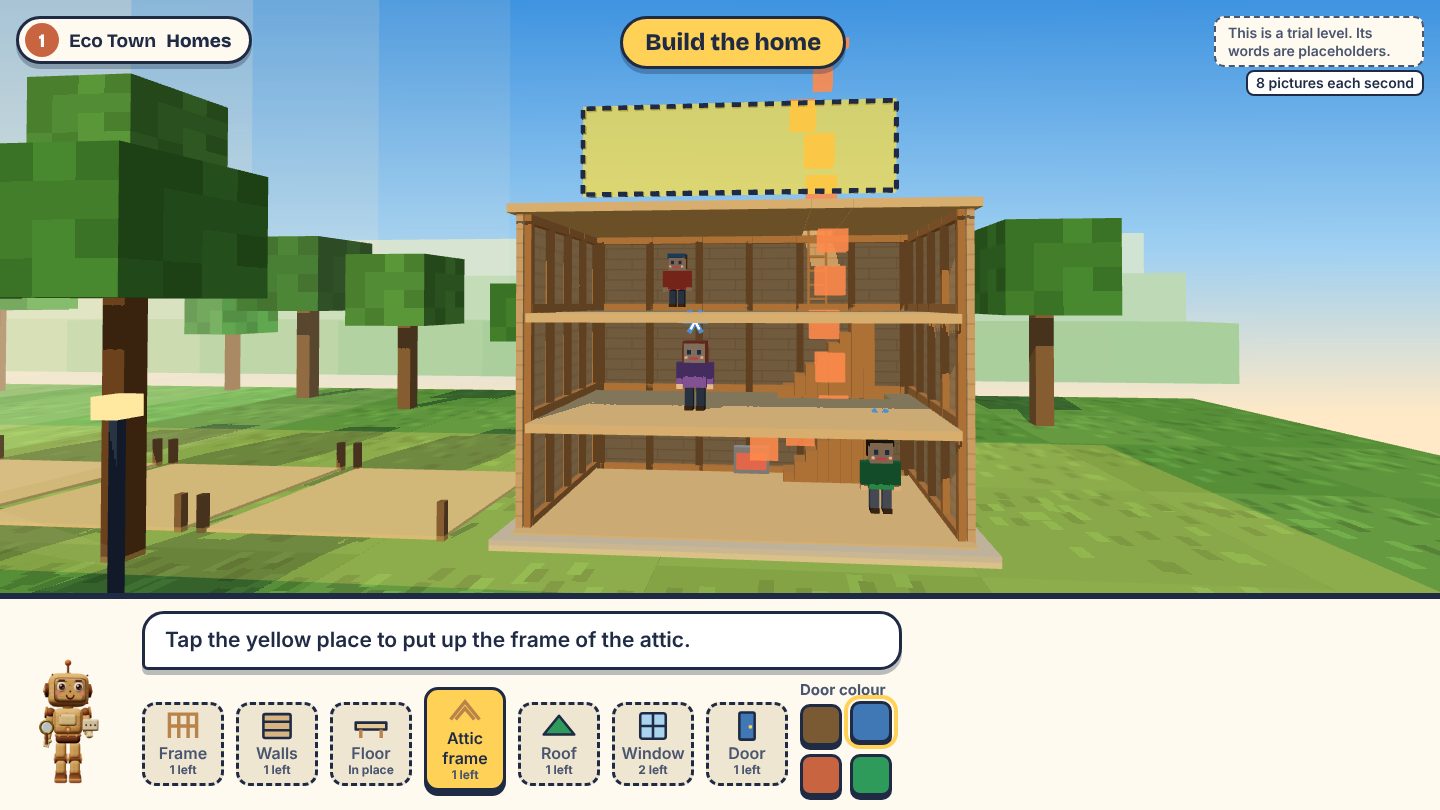 1 Eco Town Homes
Build the home
This is a trial level. Its
words are placeholders.
8 pictures each second
Tap the yellow place to put up the frame of the attic.
Frame
1 left
Walls
1 left
Floor
In place
Attic
frame
1 left
Roof
1 left
Window
2 left
Door
1 left
Door colour